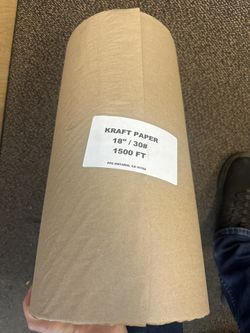 KRAFT PAPER
18" / 30#
1500 FT